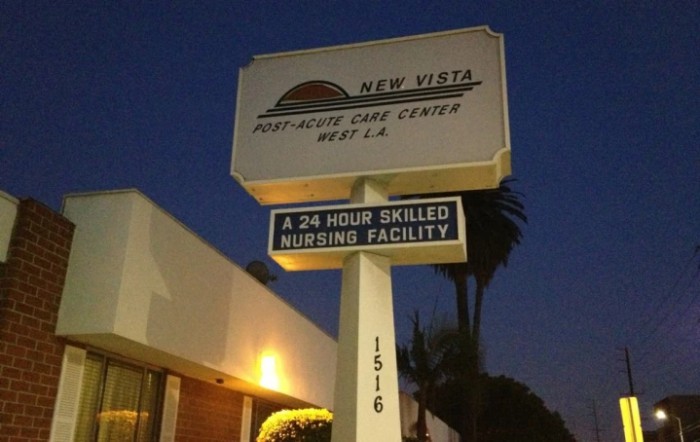 NEW VISTA
POST-ACUTE CARE CENTER
WEST L.A.
A 24 HOUR SKILLED
NURSING FACILITY
1516